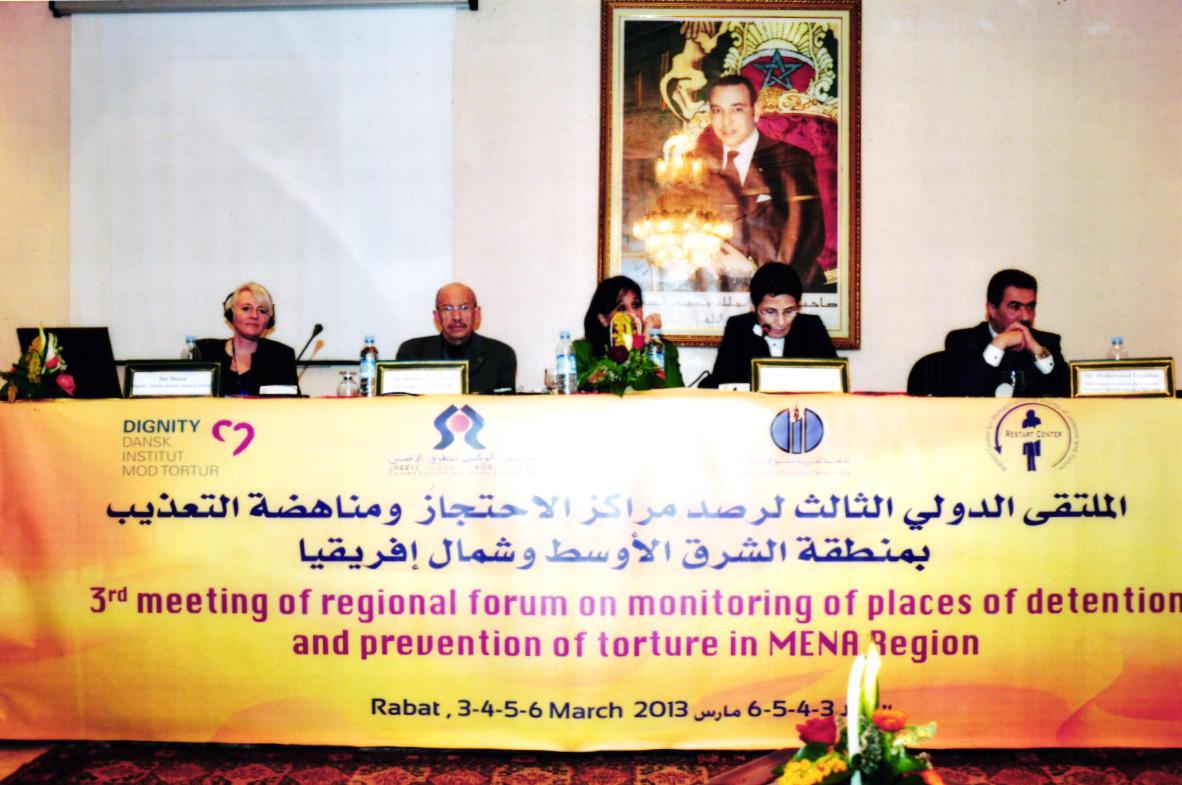 صاحب
DIGNITY
DANSK
INSTITUT
MOD TORTUR
RESTART CENTER
الملتقى الدولي الثالث لرصد مراكز الاحتجاز ومناهضة التعذيب
بمنطقة الشرق الأوسط وشمال إفريقيا
3rd meeting of regional forum on monitoring of places of detention
and prevention of torture in MENA Region
Rabat , 3-4-5-6 March 2013 مارس 6-5-4-3